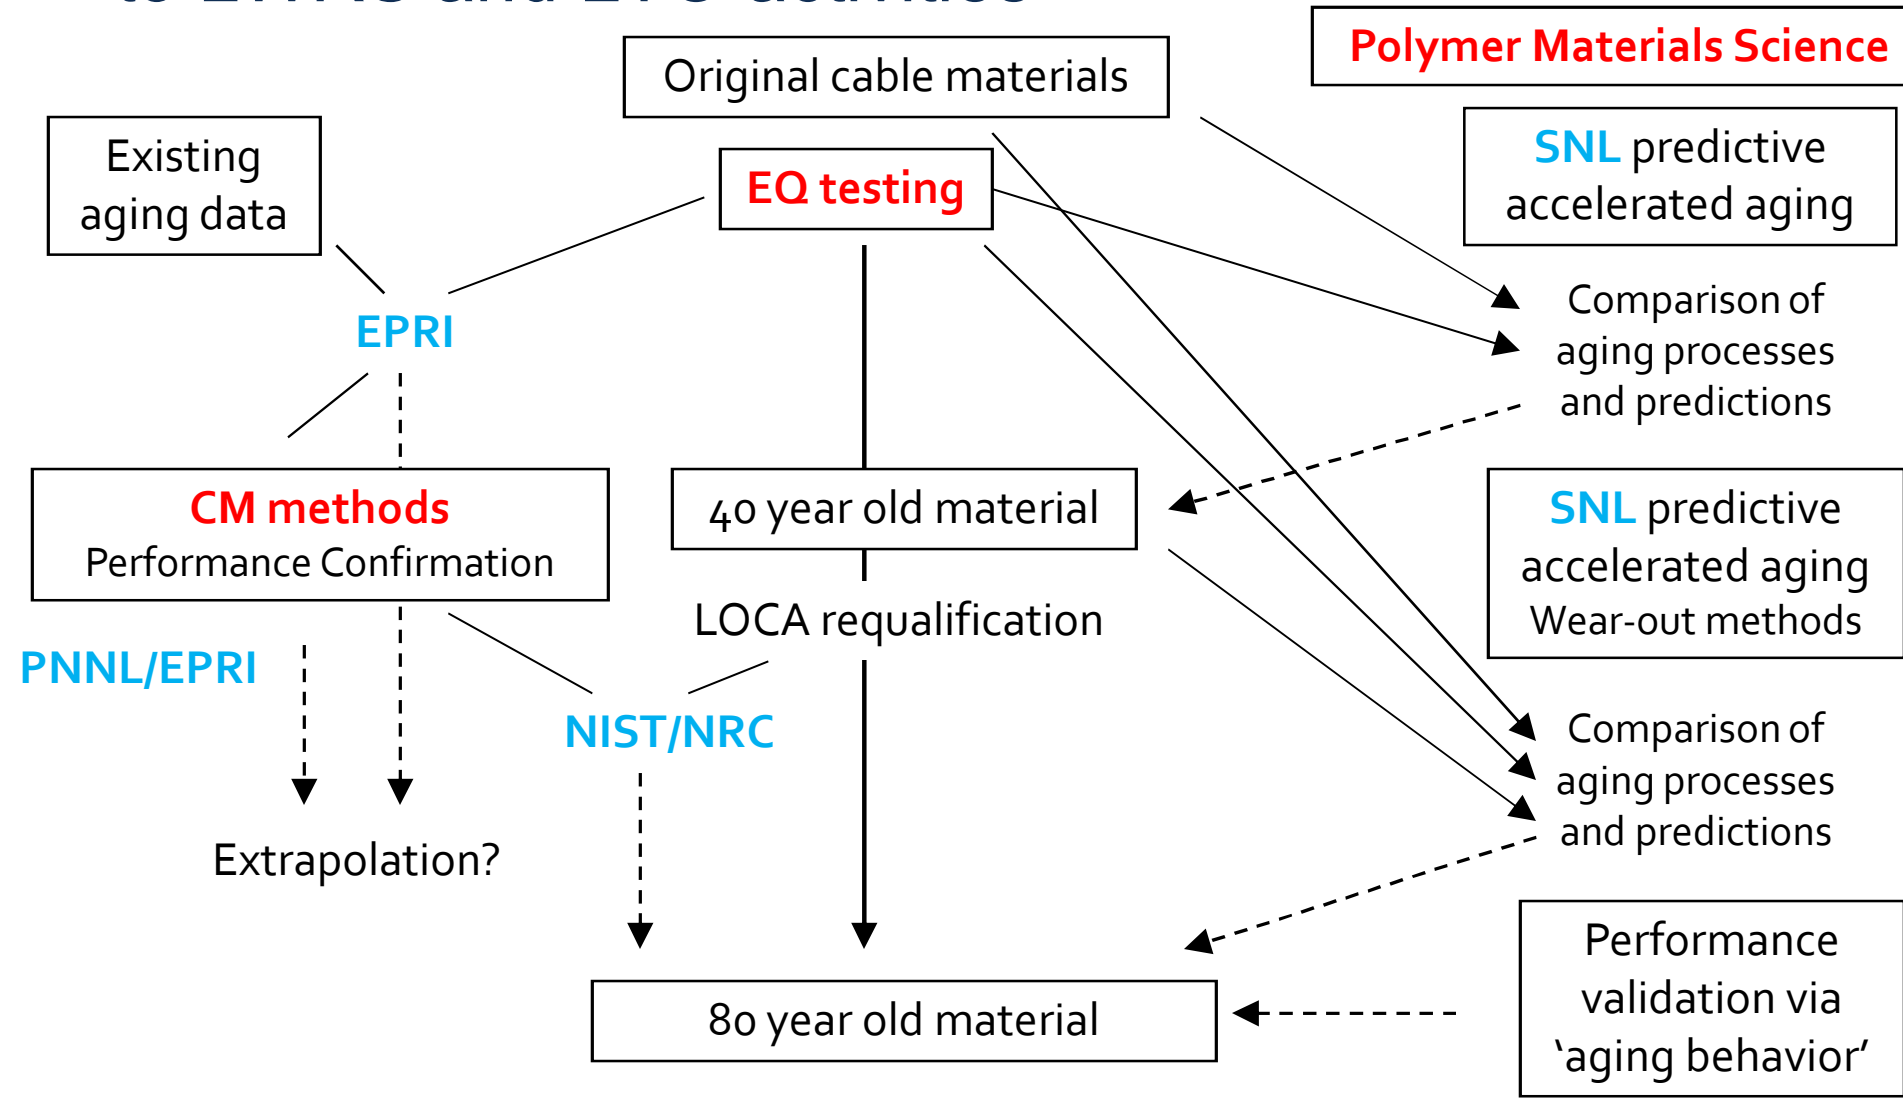 Polymer Materials Science
Original cable materials
Existing
aging data
EQ testing
SNL predictive
accelerated aging
EPRI
Comparison of
aging processes
and predictions
CM methods
Performance Confirmation
40 year old material
SNL predictive
accelerated aging
Wear-out methods
LOCA requalification
PNNL/EPRI
NIST/NRC
Comparison of
aging processes
and predictions
Extrapolation?
Performance
validation via
‘aging behavior’
80 year old material